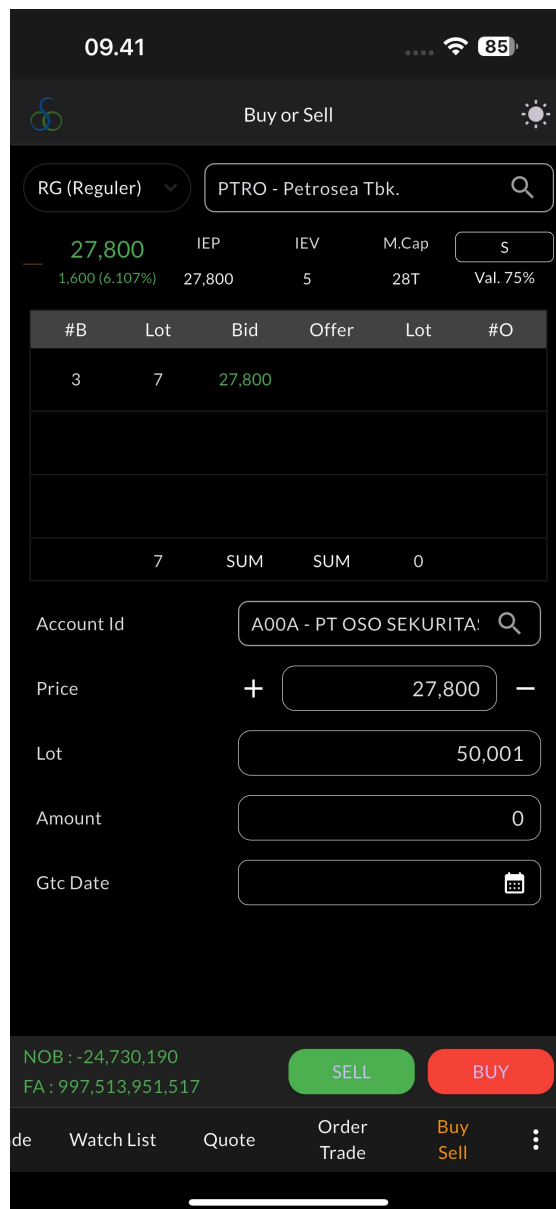 09.41
85
Buy or Sell
RG (Reguler)
PTRO - Petrosea Tbk.
27,800 IEP IEV M.Cap S
1,600 (6.107%) 27,800 5 28T Val. 75%
#B Lot Bid Offer Lot #O
3 7 27,800
7 SUM SUM 0
Account Id A00A - PT OSO SEKURITAS
Price + 27,800 −
Lot 50,001
Amount 0
Gtc Date
NOB : -24,730,190
FA : 997,513,951,517
SELL BUY
de Watch List Quote Order Trade Buy Sell